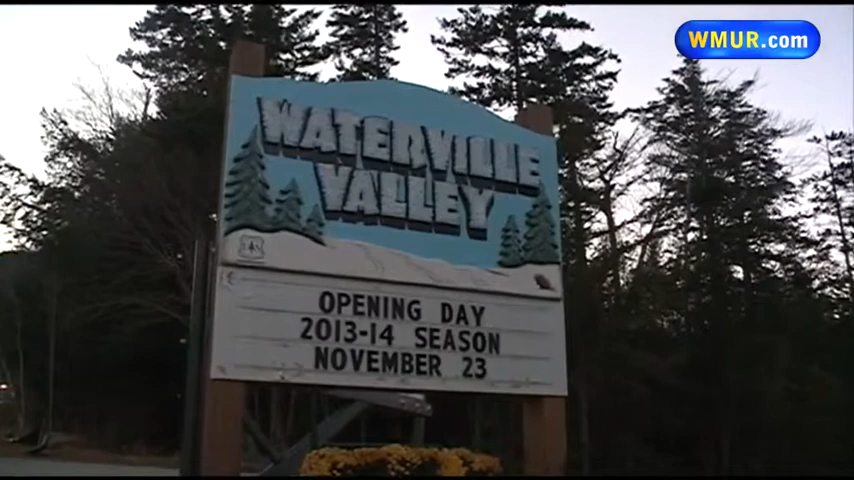 WMUR.com
WATERVILLE
VALLEY
OPENING DAY
2013-14 SEASON
NOVEMBER 23